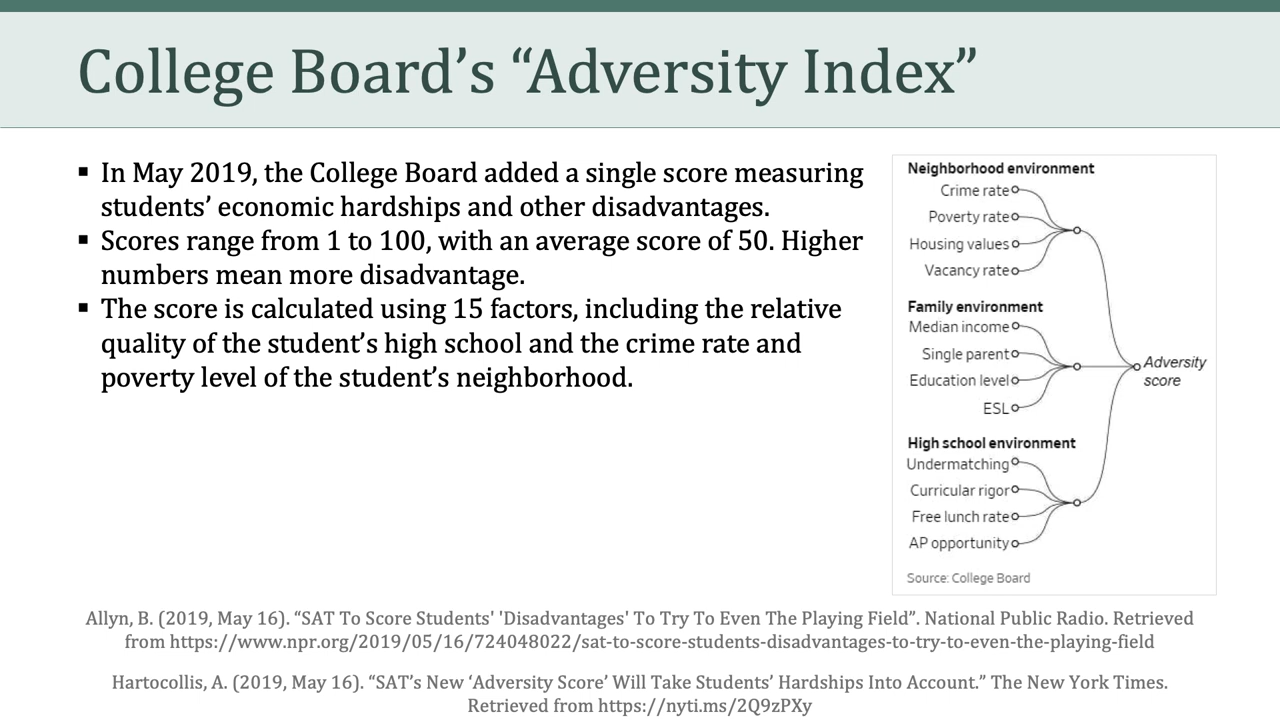 College Board’s “Adversity Index”
▪ In May 2019, the College Board added a single score measuring
students’ economic hardships and other disadvantages.
▪ Scores range from 1 to 100, with an average score of 50. Higher
numbers mean more disadvantage.
▪ The score is calculated using 15 factors, including the relative
quality of the student’s high school and the crime rate and
poverty level of the student’s neighborhood.
Neighborhood environment
Crime rate
Poverty rate
Housing values
Vacancy rate
Family environment
Median income
Single parent
Education level
ESL
Adversity
score
High school environment
Undermatching
Curricular rigor
Free lunch rate
AP opportunity
Source: College Board
Allyn, B. (2019, May 16). “SAT To Score Students' 'Disadvantages' To Try To Even The Playing Field”. National Public Radio. Retrieved
from https://www.npr.org/2019/05/16/724048022/sat-to-score-students-disadvantages-to-try-to-even-the-playing-field
Hartocollis, A. (2019, May 16). “SAT’s New ‘Adversity Score’ Will Take Students’ Hardships Into Account.” The New York Times.
Retrieved from https://nyti.ms/2Q9zPXy